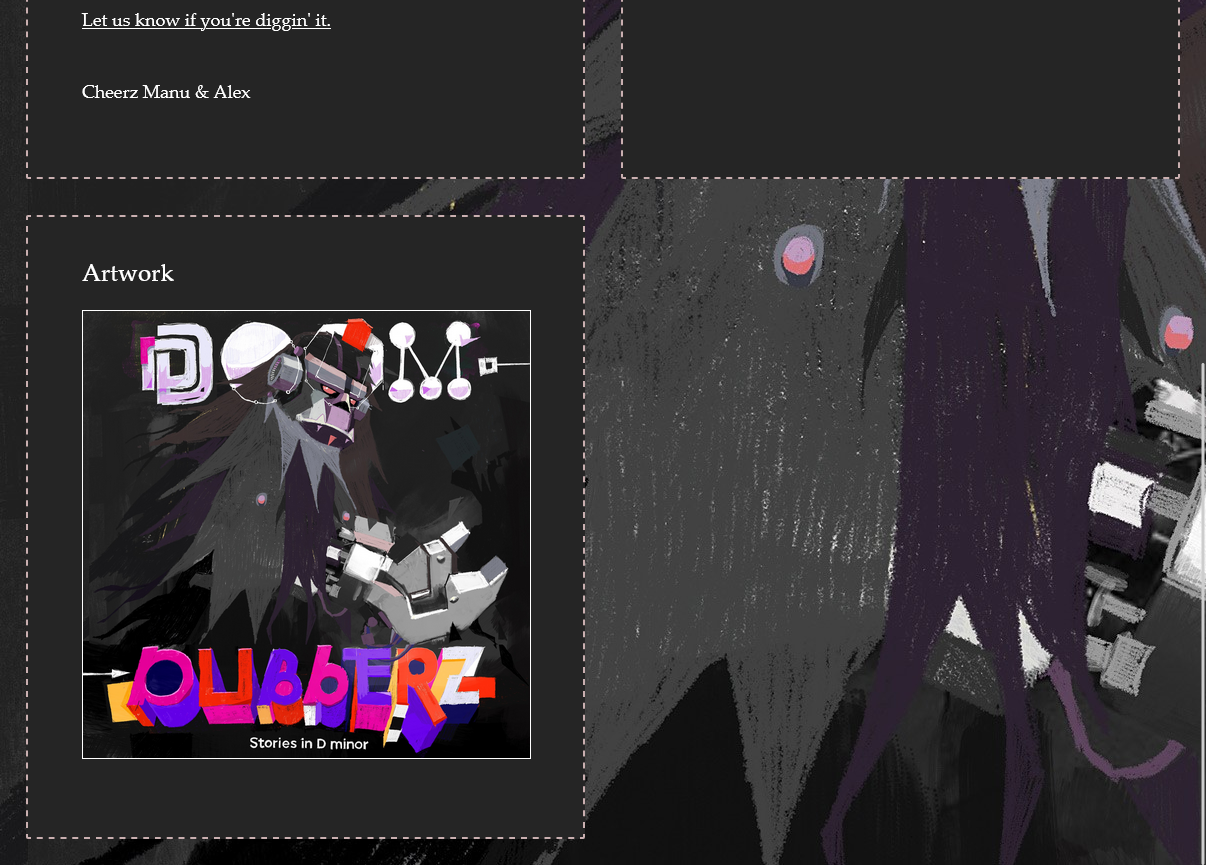 Let us know if you're diggin' it.
Cheerz Manu & Alex
Artwork
DOOM
DUBBERZ
Stories in D minor